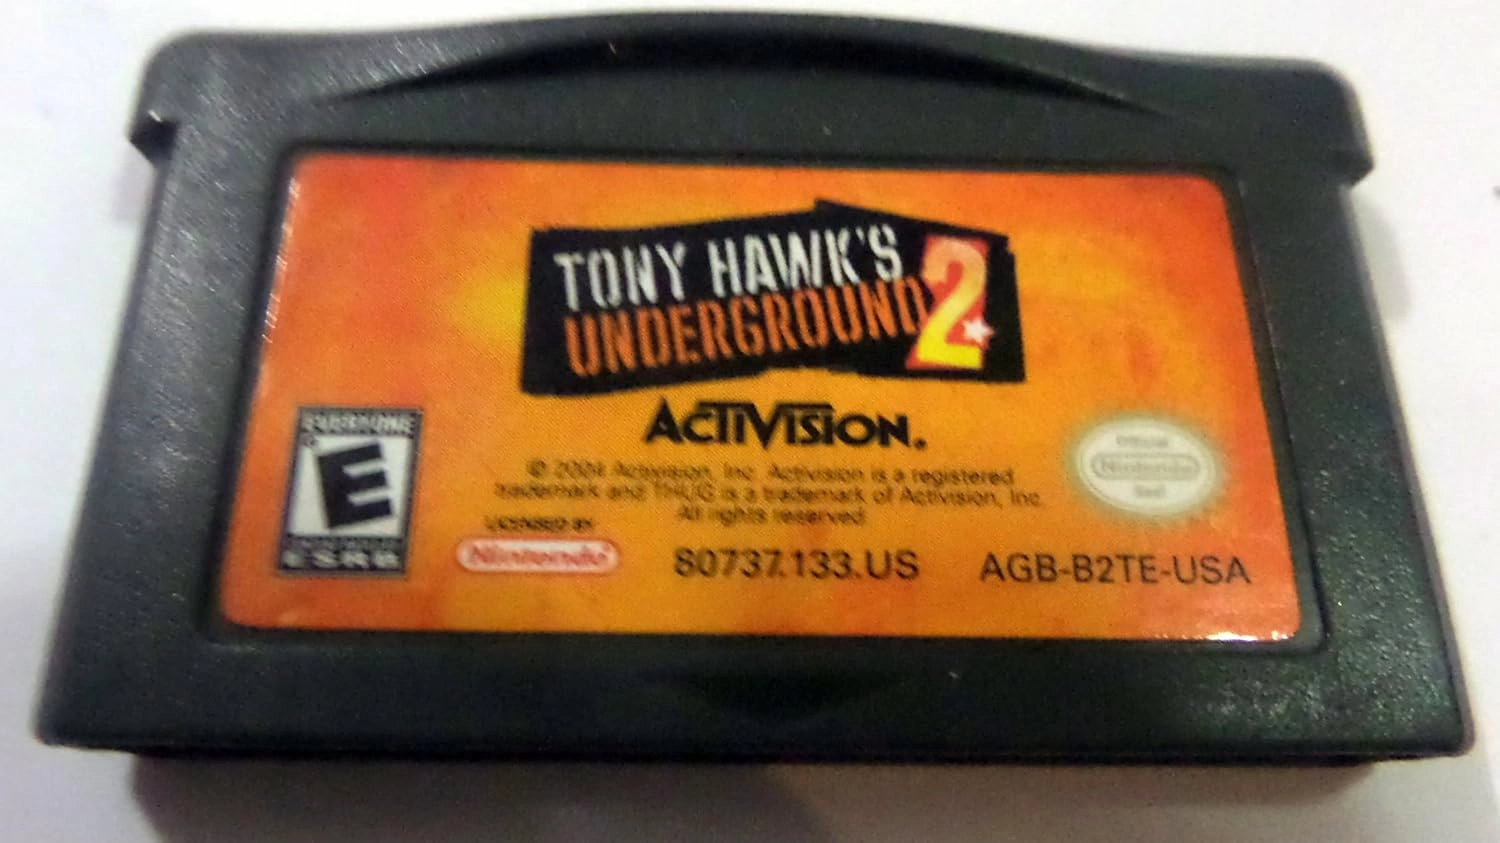 TONY HAWK'S
UNDERGROUND 2
ACTIVISION.
EVERYONE
E
ESRB
© 2004 Activision, Inc. Activision is a registered
trademark and THUG is a trademark of Activision, Inc.
All rights reserved.
LICENSED BY
Nintendo
80737.133.US
AGB-B2TE-USA
Official
Nintendo
Seal